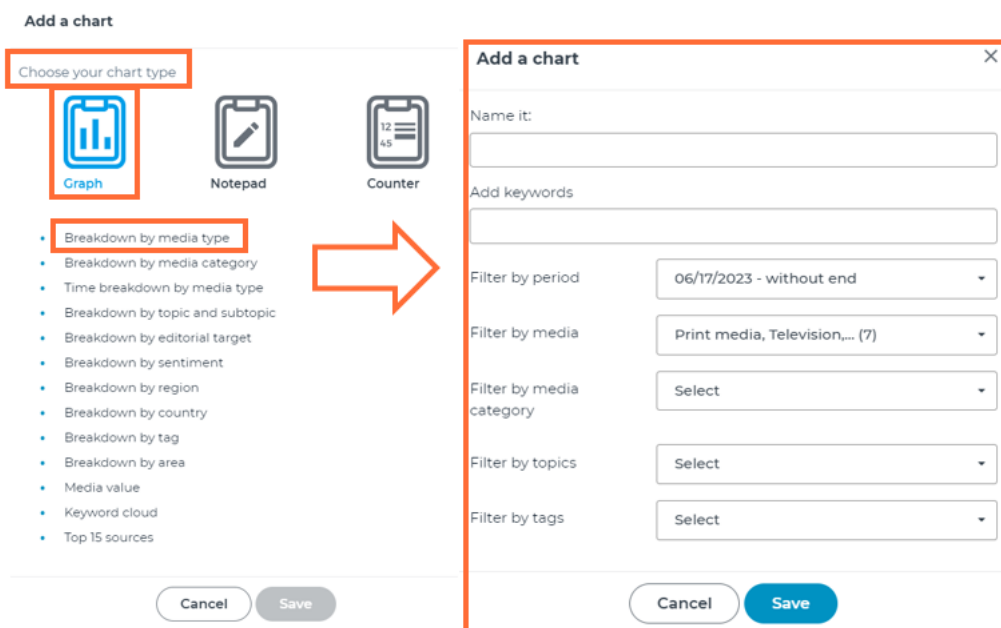 Add a chart
Choose your chart type
12
45
Graph
Notepad
Counter
Breakdown by media type
Breakdown by media category
Time breakdown by media type
Breakdown by topic and subtopic
Breakdown by editorial target
Breakdown by sentiment
Breakdown by region
Breakdown by country
Breakdown by tag
Breakdown by area
Media value
Keyword cloud
Top 15 sources
Cancel
Save
Add a chart
Name it:
Add keywords
Filter by period
06/17/2023 - without end
Filter by media
Print media, Television,... (7)
Filter by media
category
Select
Filter by topics
Select
Filter by tags
Select
Cancel
Save